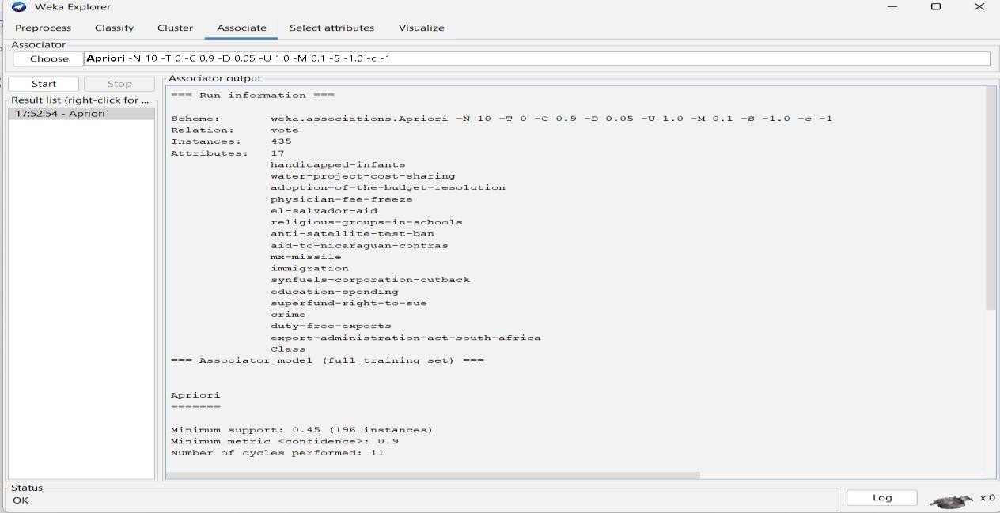 Weka Explorer
Preprocess Classify Cluster Associate Select attributes Visualize
Associator
Choose Apriori -N 10 -T 0 -C 0.9 -D 0.05 -U 1.0 -M 0.1 -S -1.0 -c -1
Start Stop
Result list (right-click for ...
17:52:54 - Apriori
Associator output
=== Run information ===
Scheme: weka.associations.Apriori -N 10 -T 0 -C 0.9 -D 0.05 -U 1.0 -M 0.1 -S -1.0 -c -1
Relation: vote
Instances: 435
Attributes: 17
handicapped-infants
water-project-cost-sharing
adoption-of-the-budget-resolution
physician-fee-freeze
el-salvador-aid
religious-groups-in-schools
anti-satellite-test-ban
aid-to-nicaraguan-contras
mx-missile
immigration
synfuels-corporation-cutback
education-spending
superfund-right-to-sue
crime
duty-free-exports
export-administration-act-south-africa
Class
=== Associator model (full training set) ===
Apriori
=======
Minimum support: 0.45 (196 instances)
Minimum metric <confidence>: 0.9
Number of cycles performed: 11
Status
OK
Log x 0